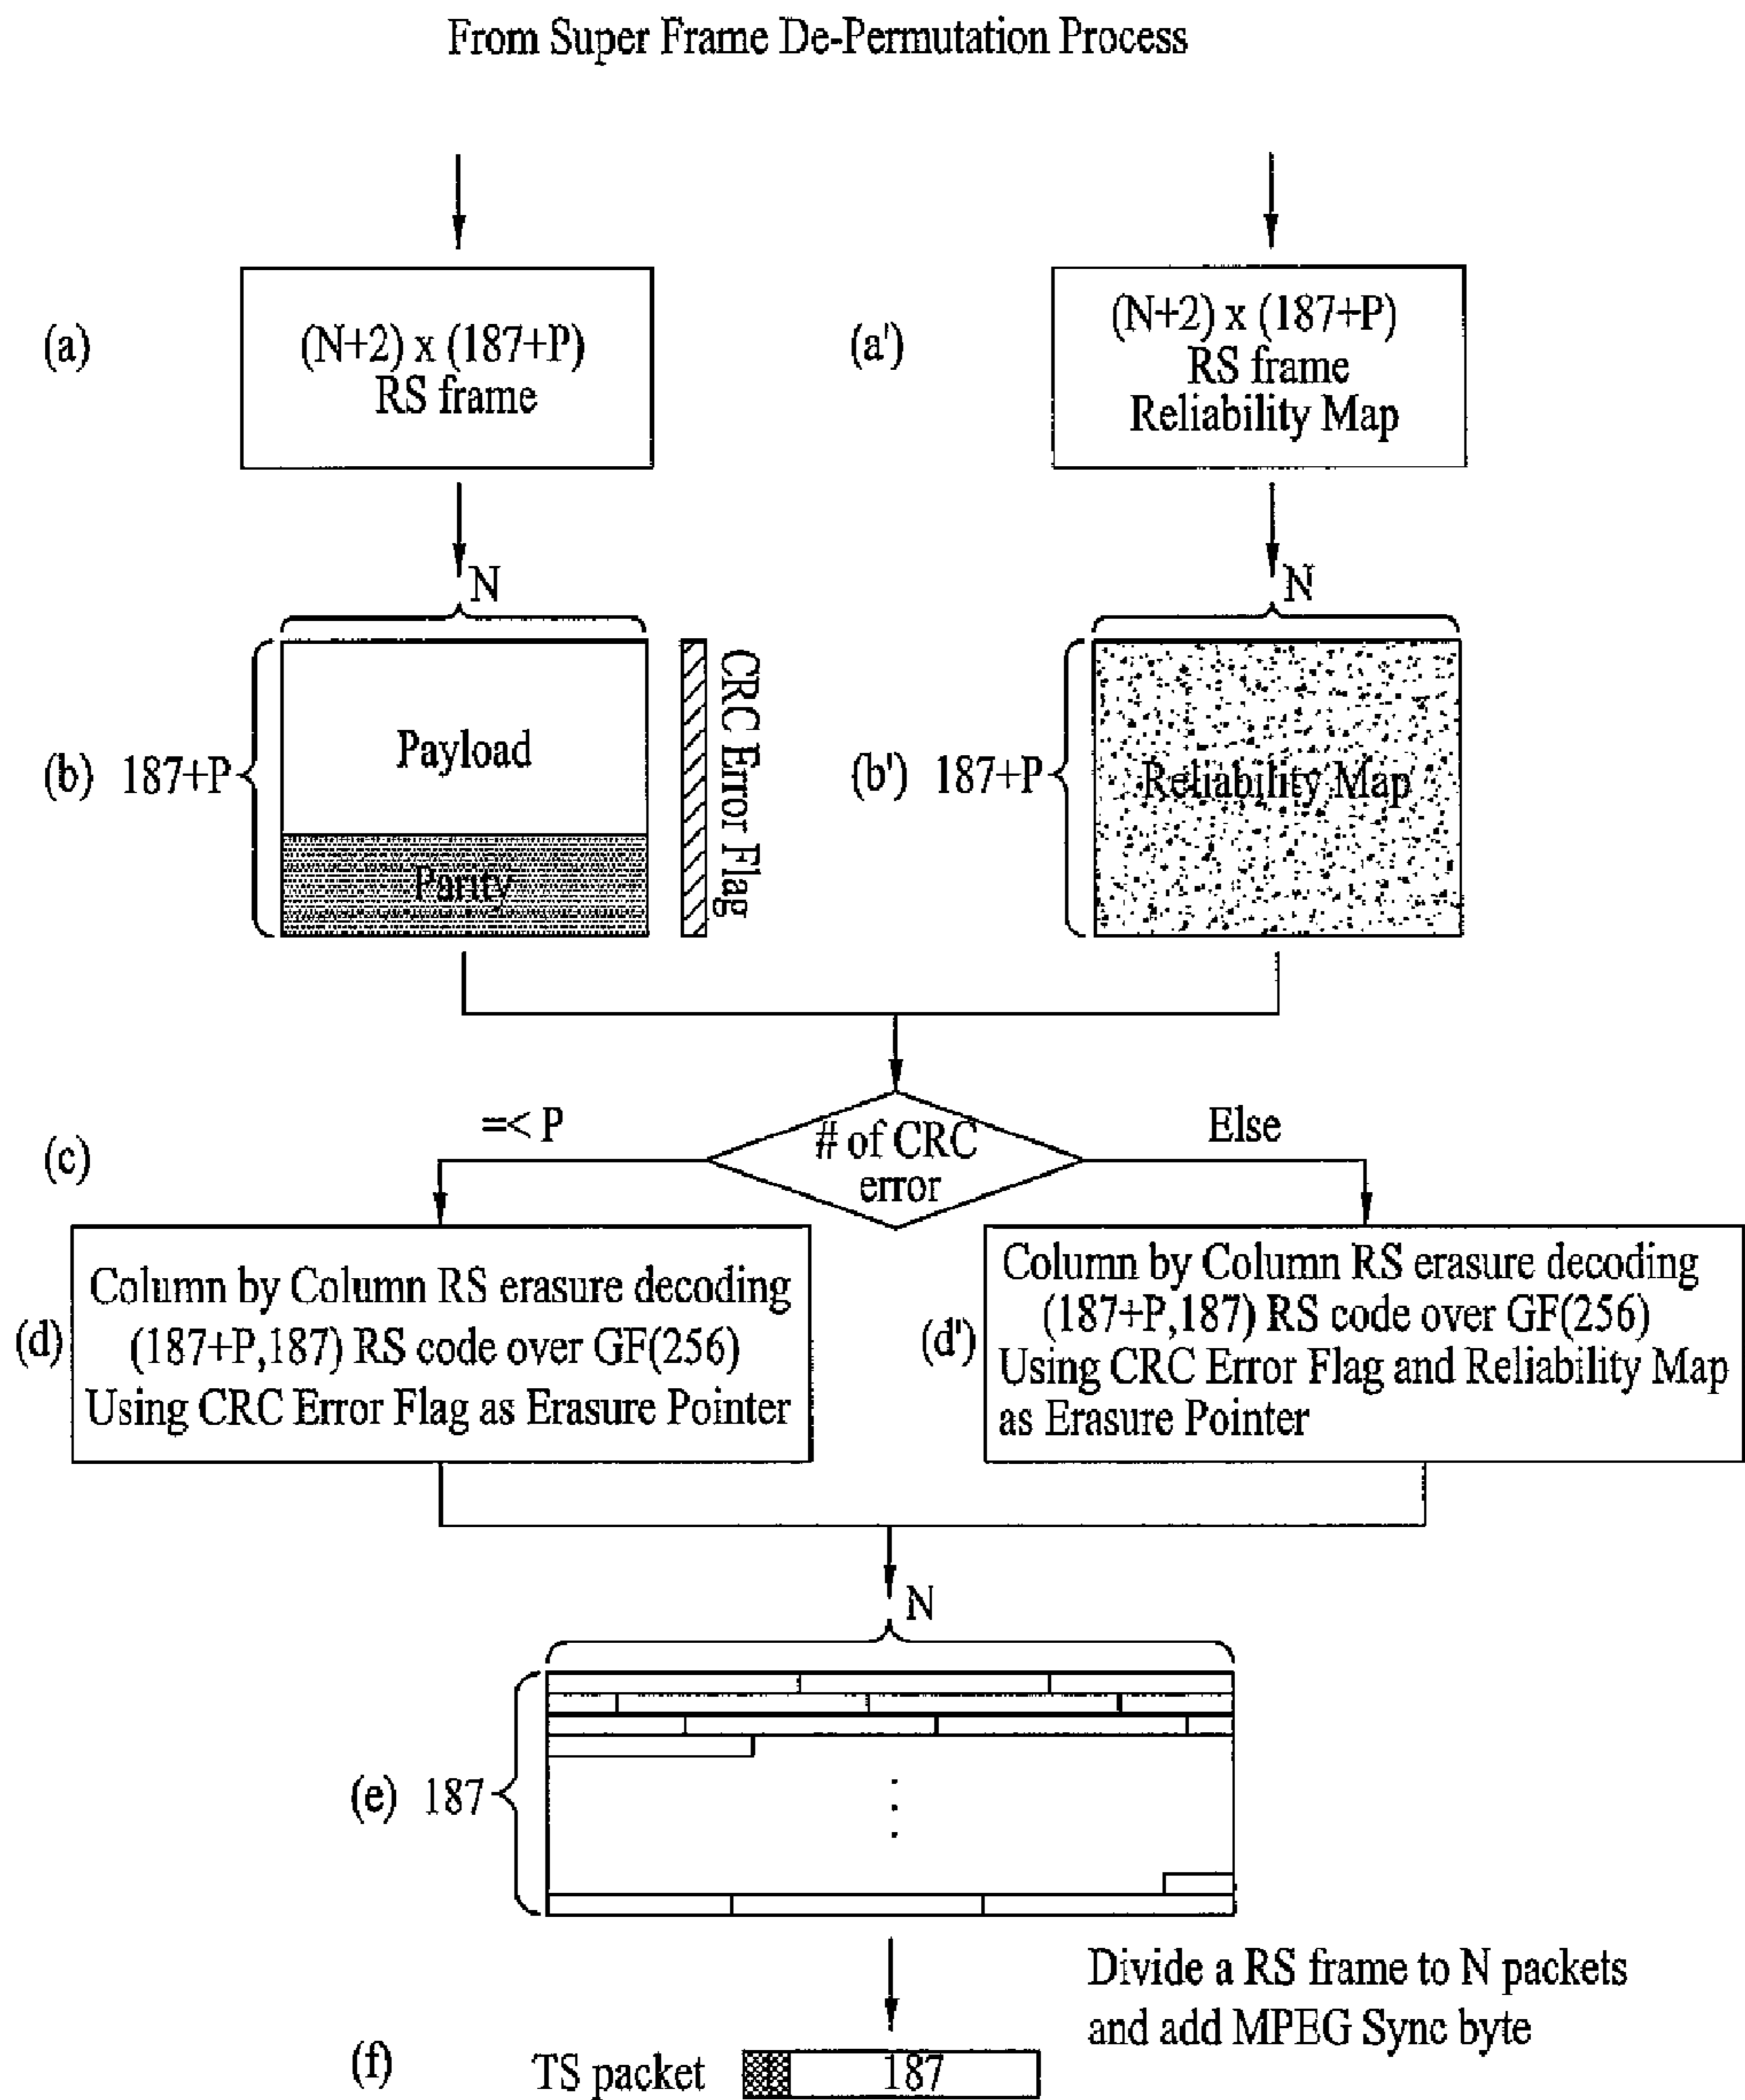 From Super Frame De-Permutation Process
(a)
(N+2) x (187+P)
RS frame
(a')
(N+2) x (187+P)
RS frame
Reliability Map
N
(b) 187+P
Payload
Parity
CRC Error Flag
N
(b') 187+P
Reliability Map
(c)
=< P
# of CRC
error
Else
(d)
Column by Column RS erasure decoding
(187+P,187) RS code over GF(256)
Using CRC Error Flag as Erasure Pointer
(d')
Column by Column RS erasure decoding
(187+P,187) RS code over GF(256)
Using CRC Error Flag and Reliability Map
as Erasure Pointer
N
(e) 187
Divide a RS frame to N packets
and add MPEG Sync byte
(f) TS packet
1
187